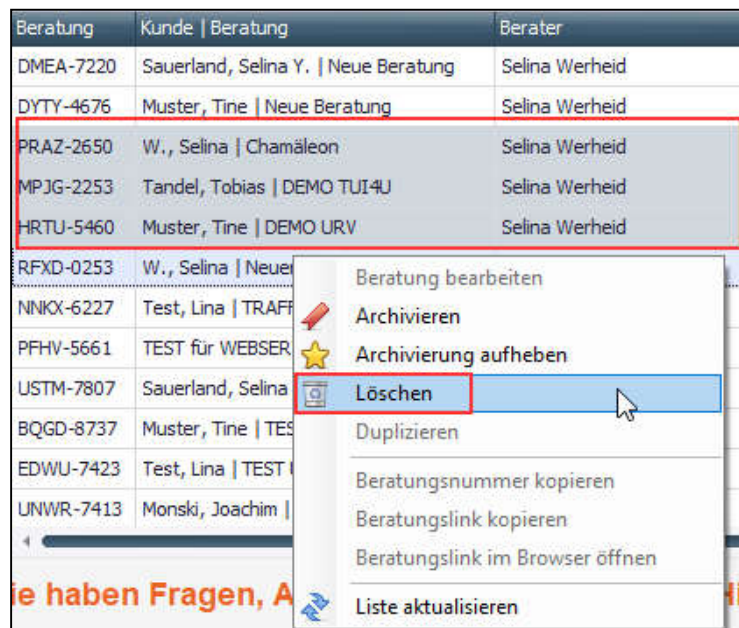 Beratung Kunde | Beratung Berater
DMEA-7220 Sauerland, Selina Y. | Neue Beratung Selina Werheid
DYTY-4676 Muster, Tine | Neue Beratung Selina Werheid
PRAZ-2650 W., Selina | Chamäleon Selina Werheid
MPJG-2253 Tandel, Tobias | DEMO TUI4U Selina Werheid
HRTU-5460 Muster, Tine | DEMO URV Selina Werheid
RFXD-0253 W., Selina | Neuer
Beratung bearbeiten
NNKX-6227 Test, Lina | TRAFF
Archivieren
PFHV-5661 TEST für WEBSER
Archivierung aufheben
USTM-7807 Sauerland, Selina
Löschen
BQGD-8737 Muster, Tine | TES
Duplizieren
EDWU-7423 Test, Lina | TEST
Beratungsnummer kopieren
UNWR-7413 Monski, Joachim |
Beratungslink kopieren
Beratungslink im Browser öffnen
ie haben Fragen, A
Liste aktualisieren